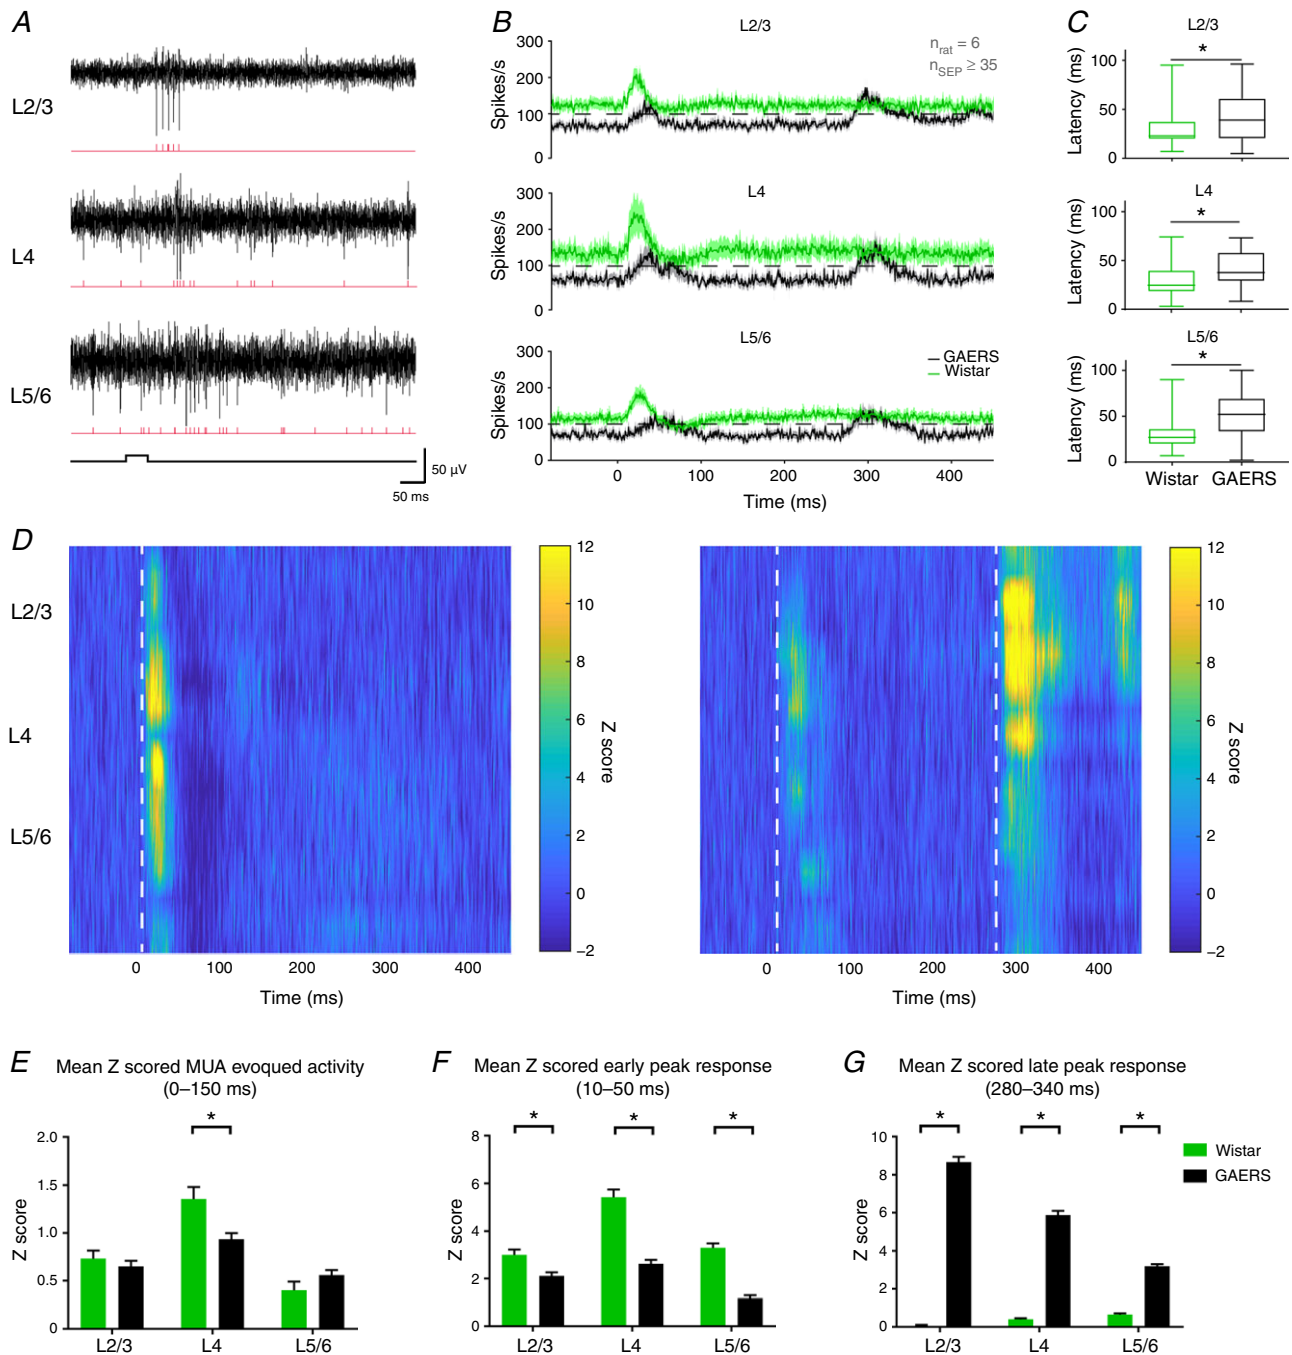 A
L2/3
L4
L5/6
50 µV
50 ms
B
L2/3
n_rat = 6
n_SEP ≥ 35
Spikes/s
300
200
100
0
L4
Spikes/s
300
200
100
0
L5/6
GAERS
Wistar
Spikes/s
300
200
100
0
0 100 200 300 400
Time (ms)
C
L2/3
*
Latency (ms)
100
50
0
L4
*
Latency (ms)
100
50
0
L5/6
*
Latency (ms)
100
50
0
Wistar GAERS
D
L2/3
L4
L5/6
0 100 200 300 400
Time (ms)
12
10
8
6
4
2
0
−2
Z score
0 100 200 300 400
Time (ms)
12
10
8
6
4
2
0
−2
Z score
E
Mean Z scored MUA evoqued activity
(0–150 ms)
*
Z score
2.0
1.5
1.0
0.5
0
L2/3 L4 L5/6
F
Mean Z scored early peak response
(10–50 ms)
* * *
Z score
8
6
4
2
0
L2/3 L4 L5/6
G
Mean Z scored late peak response
(280–340 ms)
* * *
Z score
10
8
6
4
2
0
L2/3 L4 L5/6
Wistar
GAERS